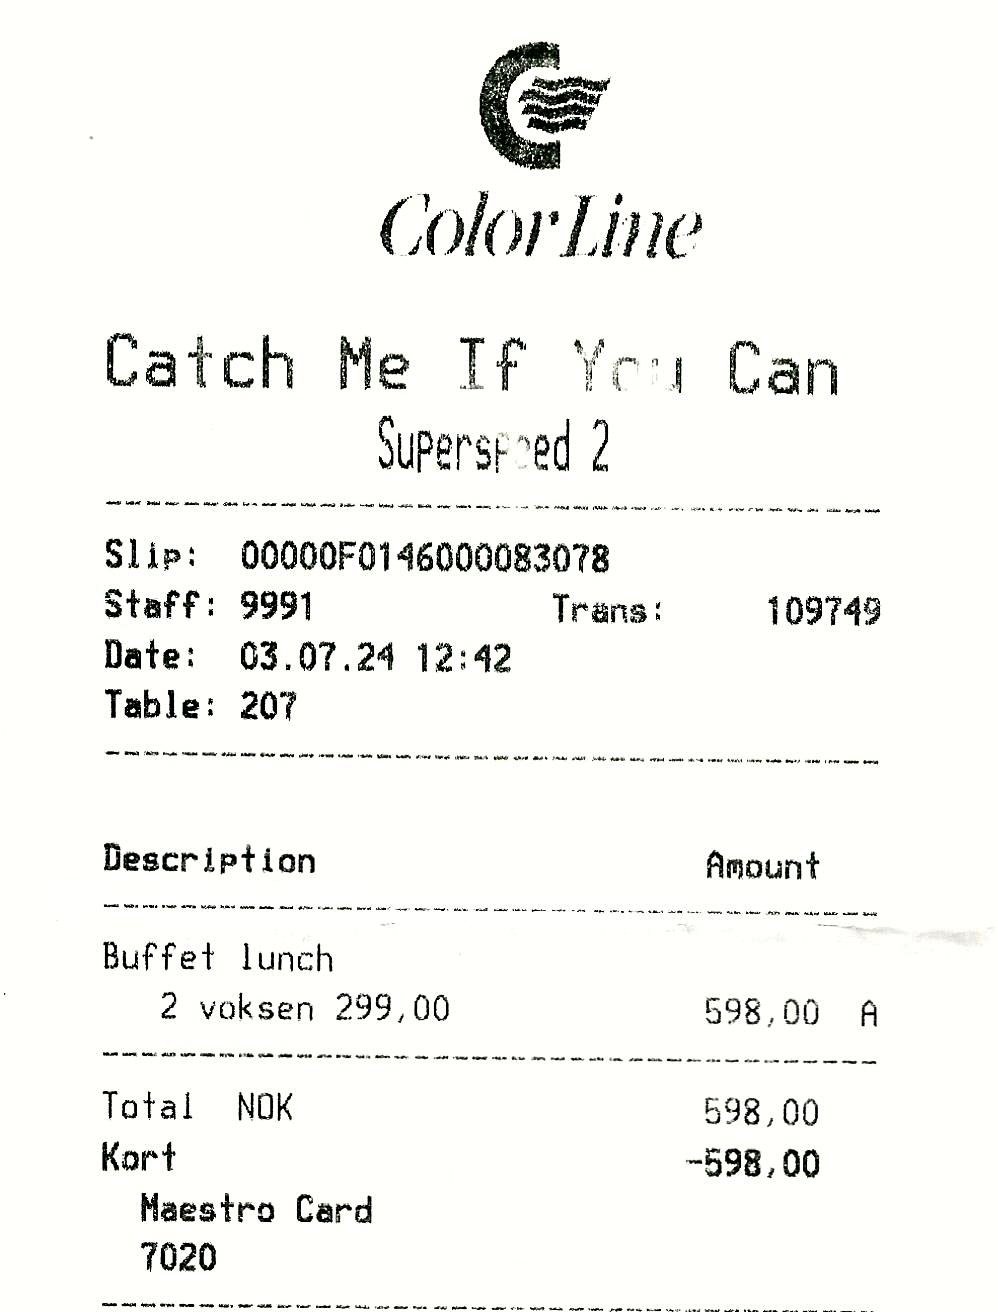 ColorLine
Catch Me If You Can
Superspeed 2
Slip: 00000F0146000083078
Staff: 9991 Trans: 109749
Date: 03.07.24 12:42
Table: 207
Description Amount
Buffet lunch
2 voksen 299,00 598,00 A
Total NOK 598,00
Kort -598,00
Maestro Card
7020